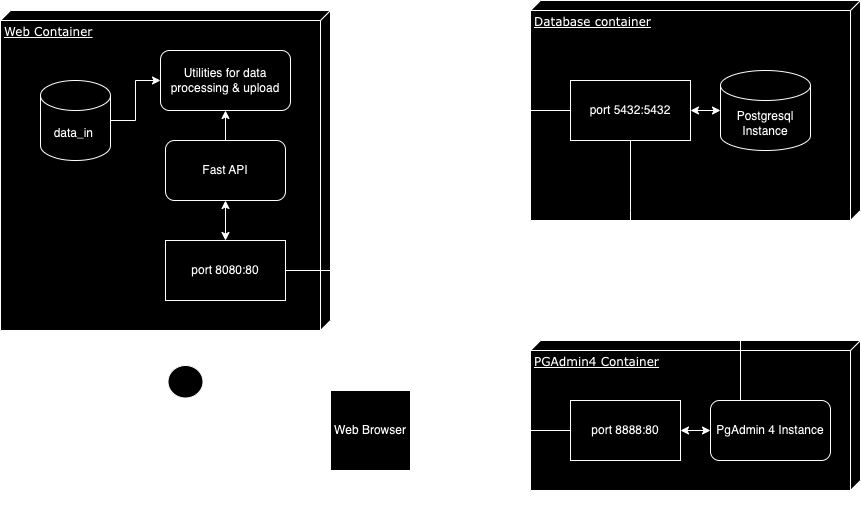 Web Container
Utilities for data
processing & upload
data_in
Fast API
port 8080:80
Database container
port 5432:5432
Postgresql
Instance
Web Browser
PGAdmin4 Container
port 8888:80
PgAdmin 4 Instance